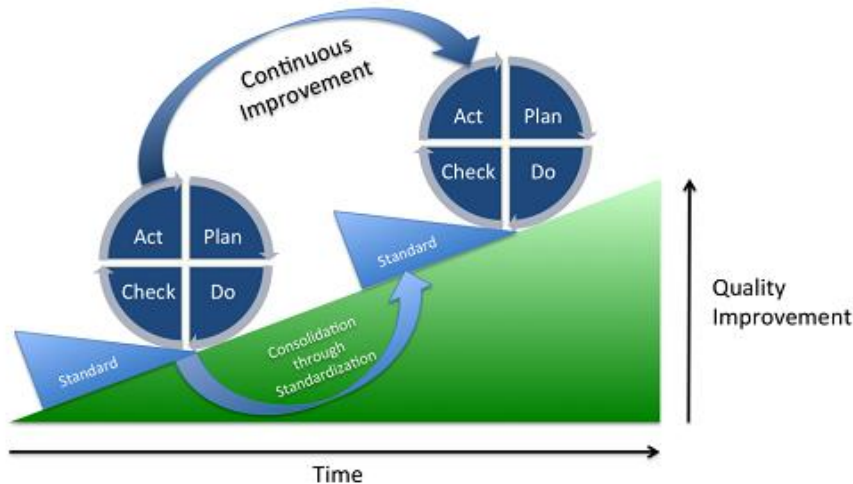 Continuous
Improvement
Act
Plan
Check
Do
Act
Plan
Check
Do
Standard
Standard
Consolidation
through
Standardization
Quality
Improvement
Time